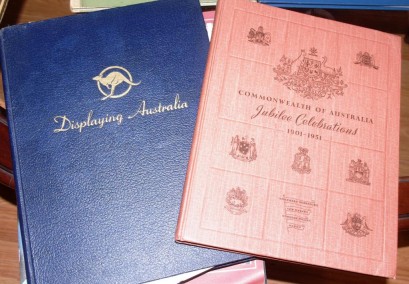 Displaying Australia
COMMONWEALTH OF AUSTRALIA
Jubilee Celebrations
1901-1951